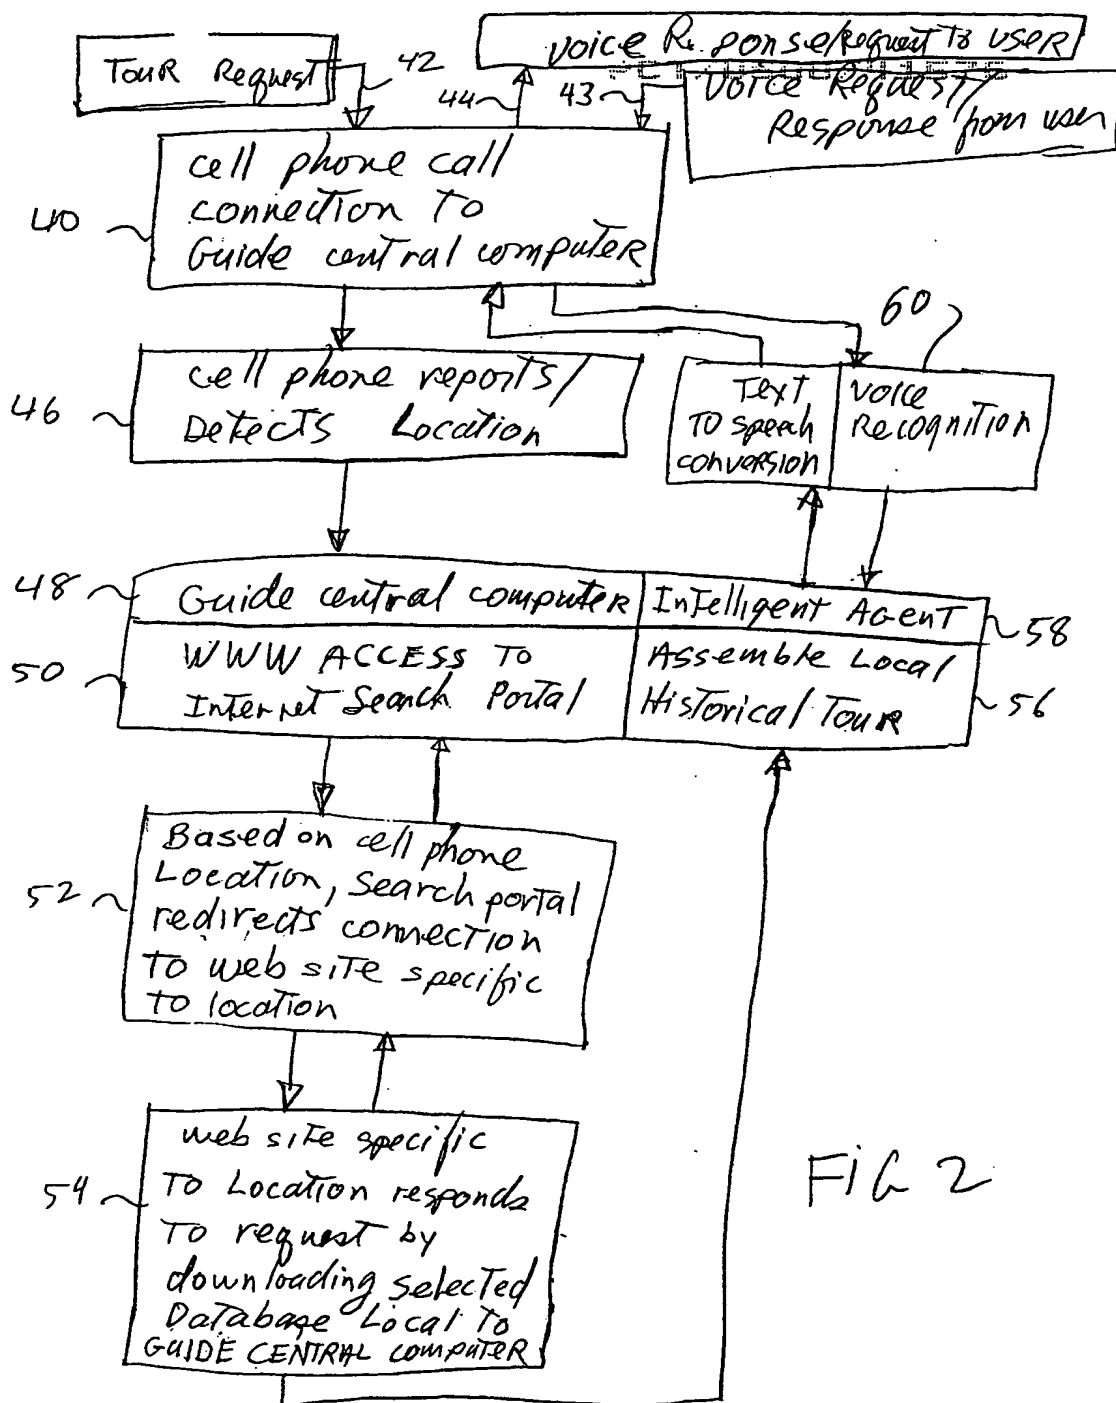 Voice Response/Request To User
Tour Request
42
44
43
Voice Request/
Response from user
cell phone call
connection To
Guide central computer
40
60
cell phone reports/
Detects Location
46
Text
To speech
conversion
Voice
Recognition
48
Guide central computer
Intelligent Agent
58
50
WWW ACCESS To
Internet Search Portal
Assemble Local
Historical Tour
56
Based on cell phone
Location, Search portal
redirects connection
To web site specific
To location
52
web site specific
To Location responds
To request by
downloading selected
Database Local To
GUIDE CENTRAL computer
54
FIG 2